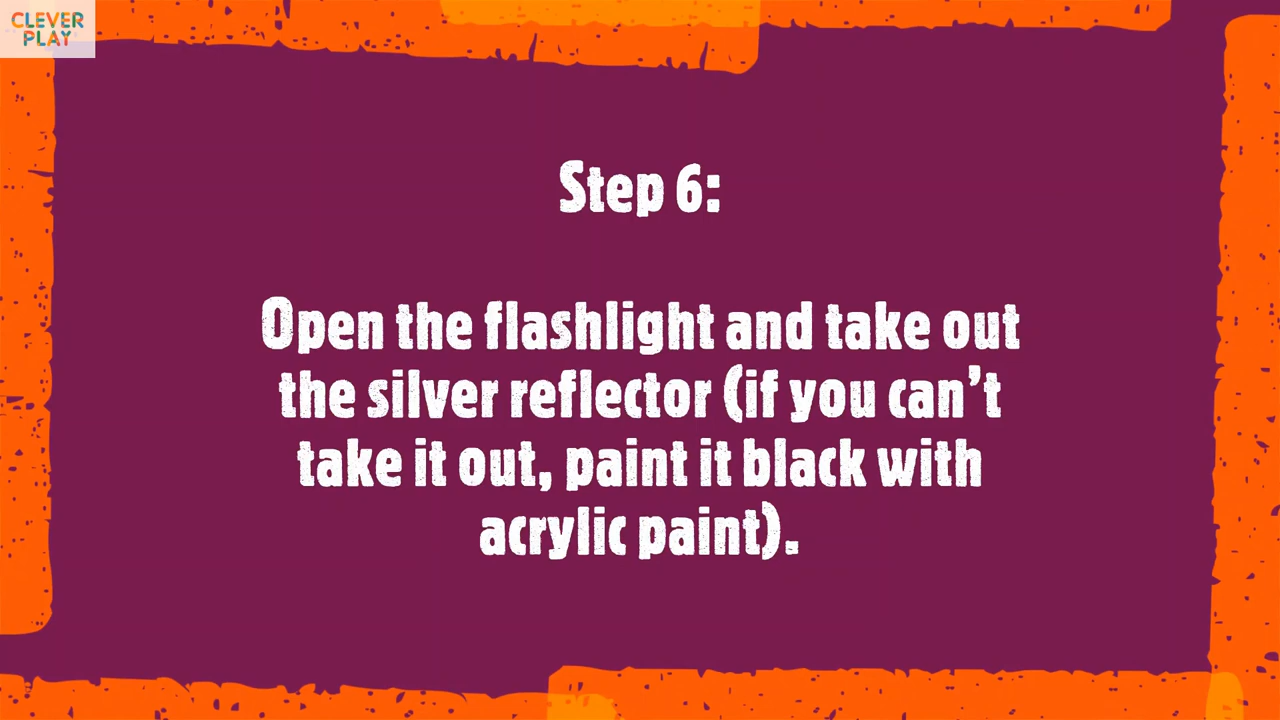 CLEVER
PLAY
Step 6:
Open the flashlight and take out
the silver reflector (if you can't
take it out, paint it black with
acrylic paint).